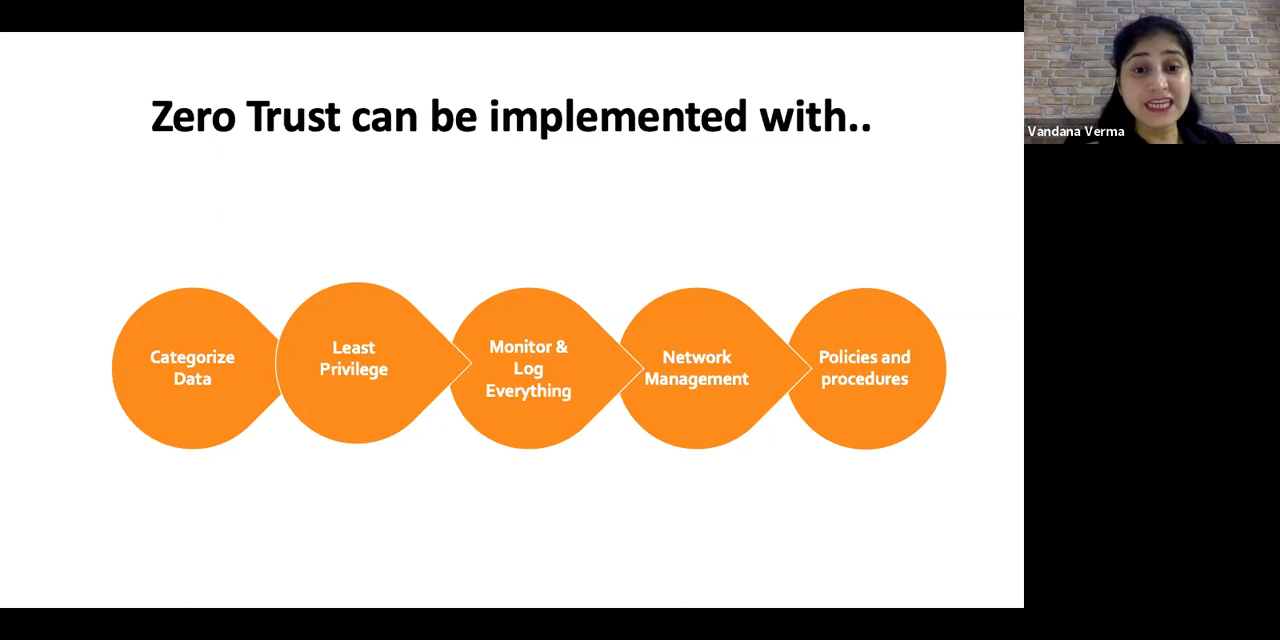 Zero Trust can be implemented with..
Categorize
Data
Least
Privilege
Monitor &
Log
Everything
Network
Management
Policies and
procedures
Vandana Verma